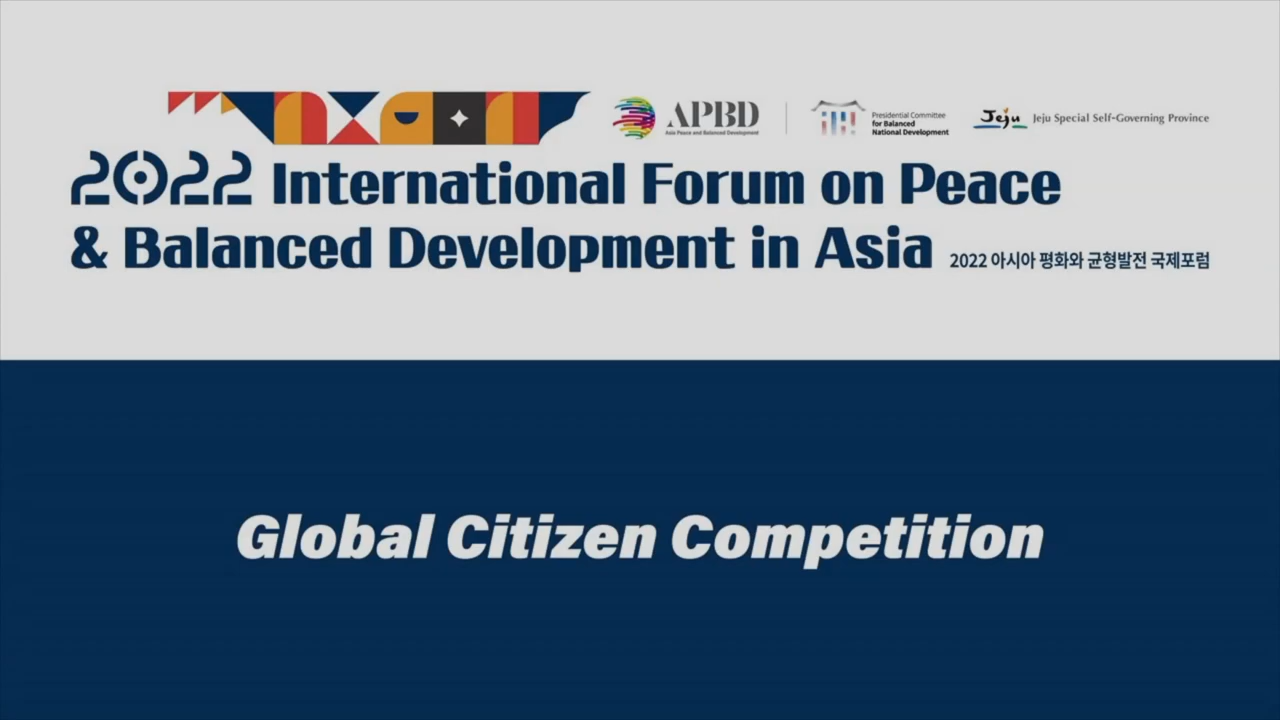 APBD
Asia Peace and Balanced Development
Presidential Committee
for Balanced
National Development
Jeju
Jeju Special Self-Governing Province
2022 International Forum on Peace
& Balanced Development in Asia
2022 아시아 평화와 균형발전 국제포럼
Global Citizen Competition